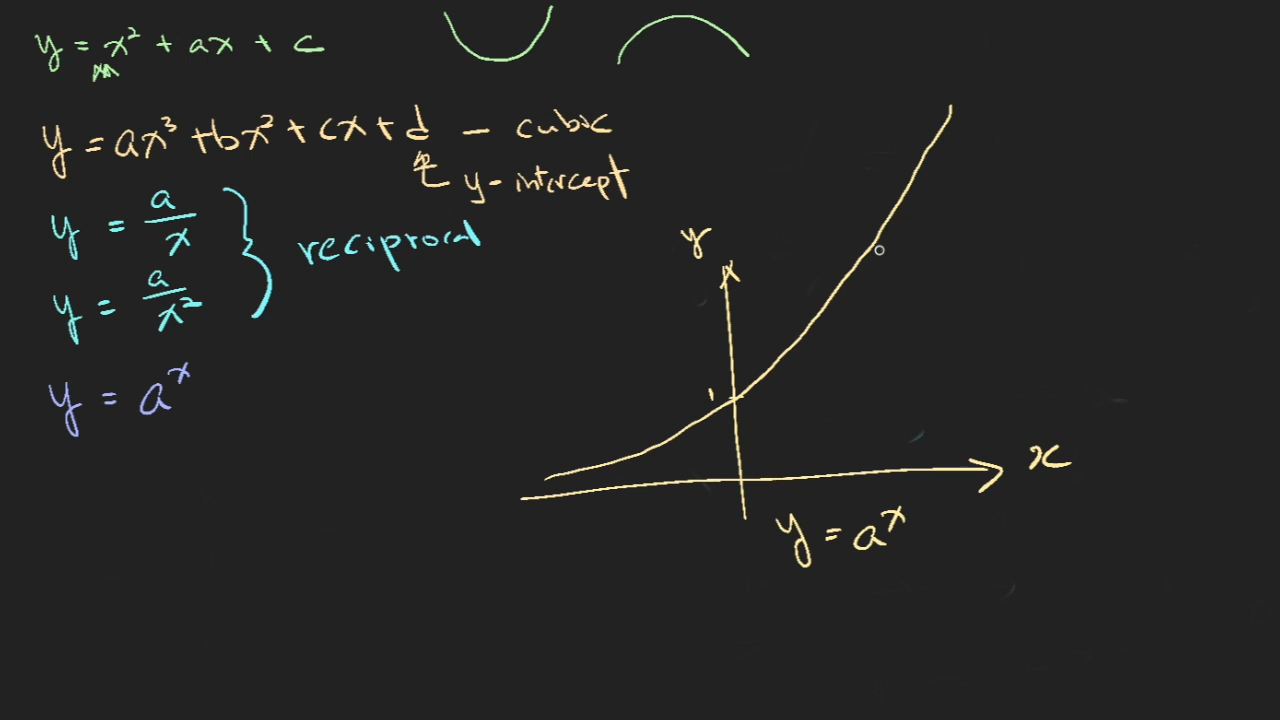 y = x² + ax + c
y = ax³ + bx² + cx + d - cubic
y-intercept
y = a/x
reciprocal
y = a/x²
y = aˣ
y
1
x
y = aˣ